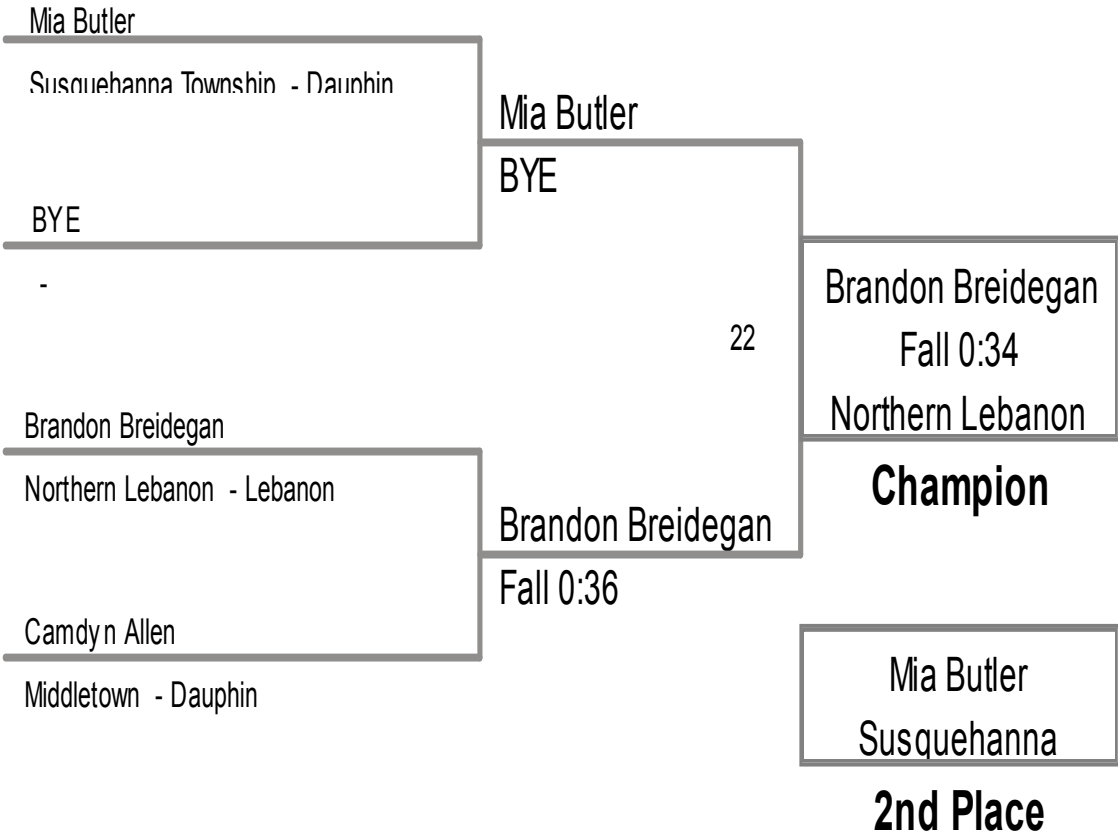 Mia Butler
Susquehanna Township - Dauphin
BYE
-
Brandon Breidegan
Northern Lebanon - Lebanon
Camdyn Allen
Middletown - Dauphin
Mia Butler
BYE
22
Brandon Breidegan
Fall 0:36
Brandon Breidegan
Fall 0:34
Northern Lebanon
Champion
Mia Butler
Susquehanna
2nd Place